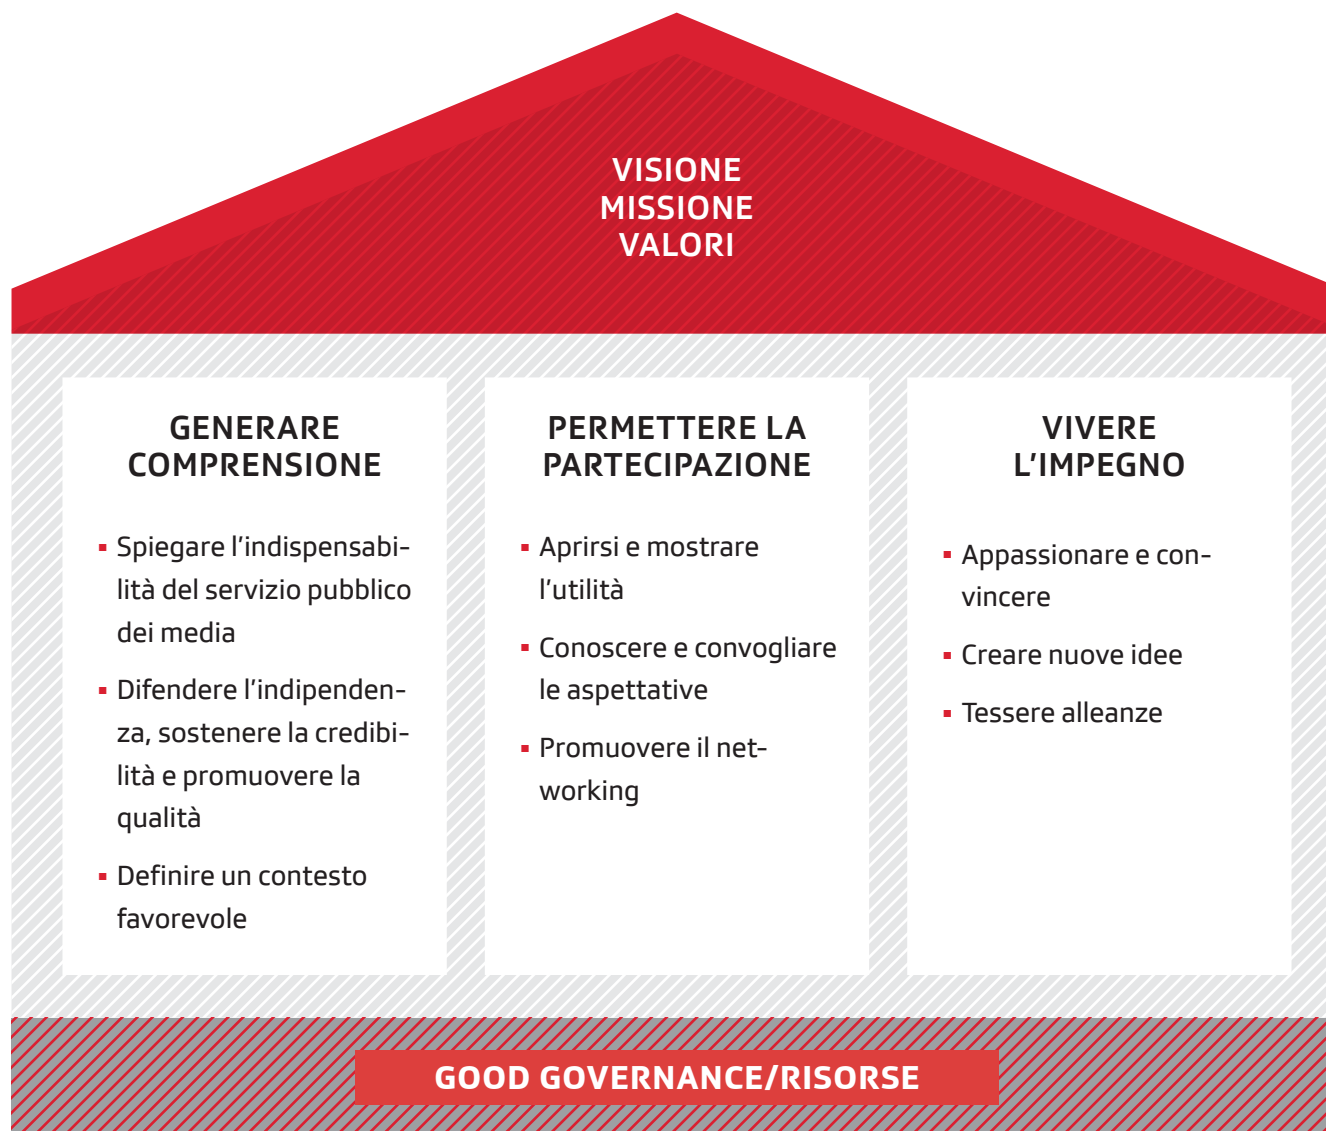 VISIONE
MISSIONE
VALORI
GENERARE
COMPRENSIONE
▪ Spiegare l’indispensabi-
lità del servizio pubblico
dei media
▪ Difendere l’indipenden-
za, sostenere la credibi-
lità e promuovere la
qualità
▪ Definire un contesto
favorevole
PERMETTERE LA
PARTECIPAZIONE
▪ Aprirsi e mostrare
l’utilità
▪ Conoscere e convogliare
le aspettative
▪ Promuovere il net-
working
VIVERE
L’IMPEGNO
▪ Appassionare e con-
vincere
▪ Creare nuove idee
▪ Tessere alleanze
GOOD GOVERNANCE/RISORSE